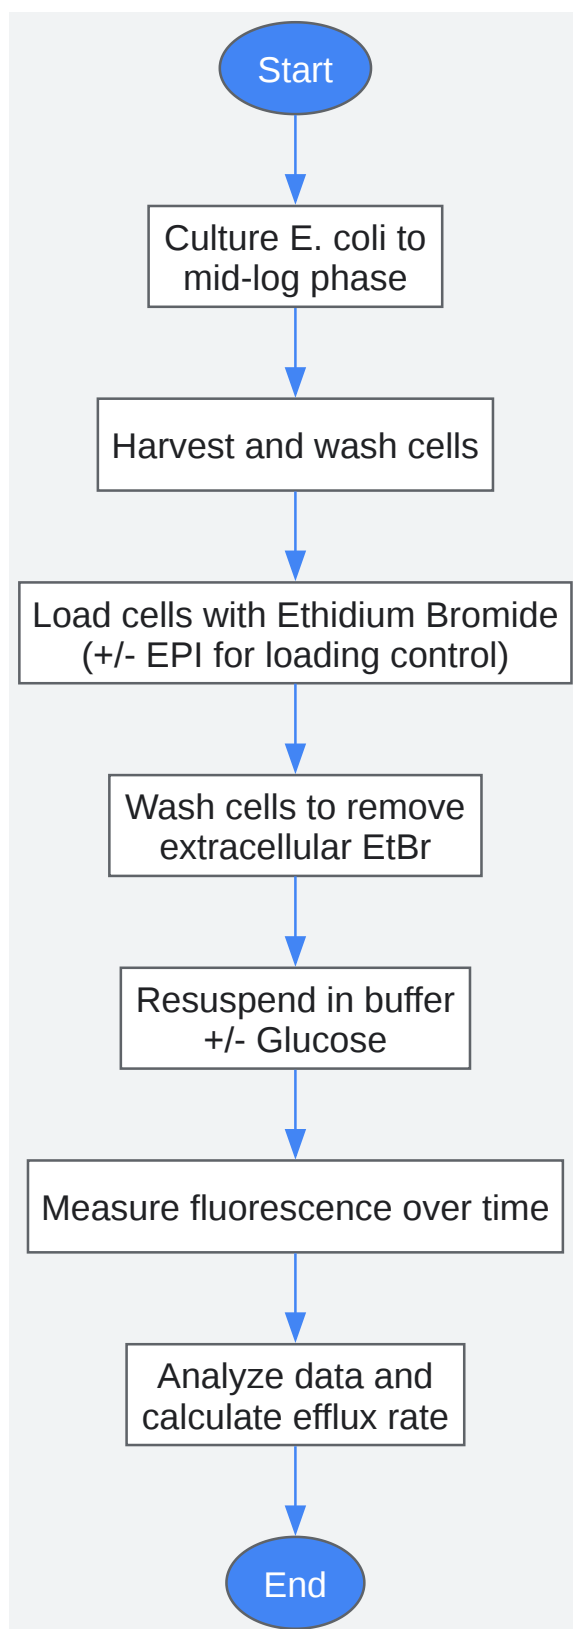 Start
Culture E. coli to
mid-log phase
Harvest and wash cells
Load cells with Ethidium Bromide
(+/- EPI for loading control)
Wash cells to remove
extracellular EtBr
Resuspend in buffer
+/- Glucose
Measure fluorescence over time
Analyze data and
calculate efflux rate
End